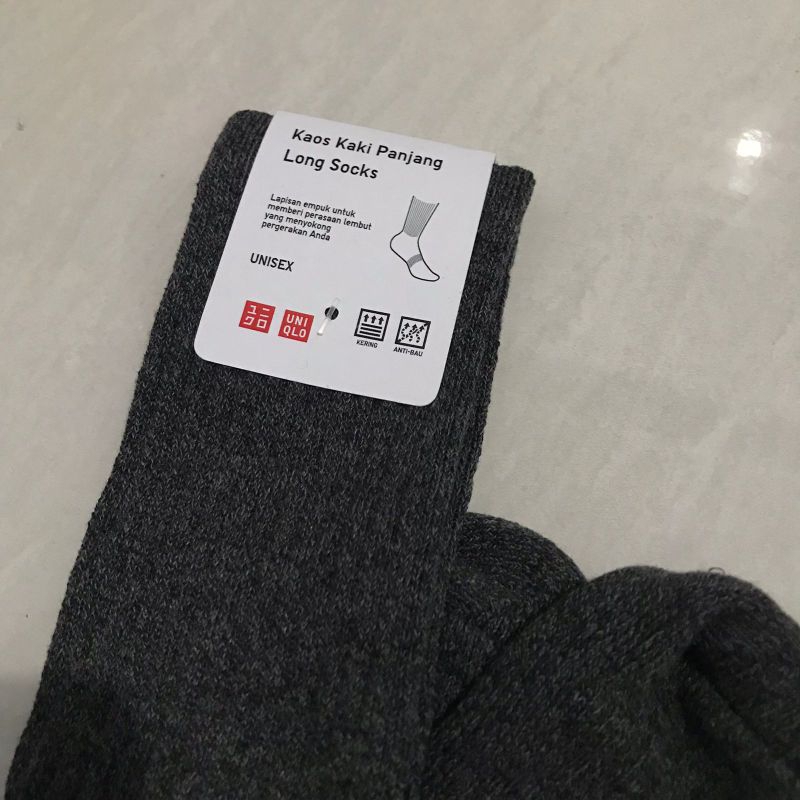 Kaos Kaki Panjang
Long Socks
Lapisan empuk untuk
memberi perasaan lembut
yang menyokong
pergerakan Anda
UNISEX
ユニ
クロ
UNI
QLO
KERING
ANTI-BAU